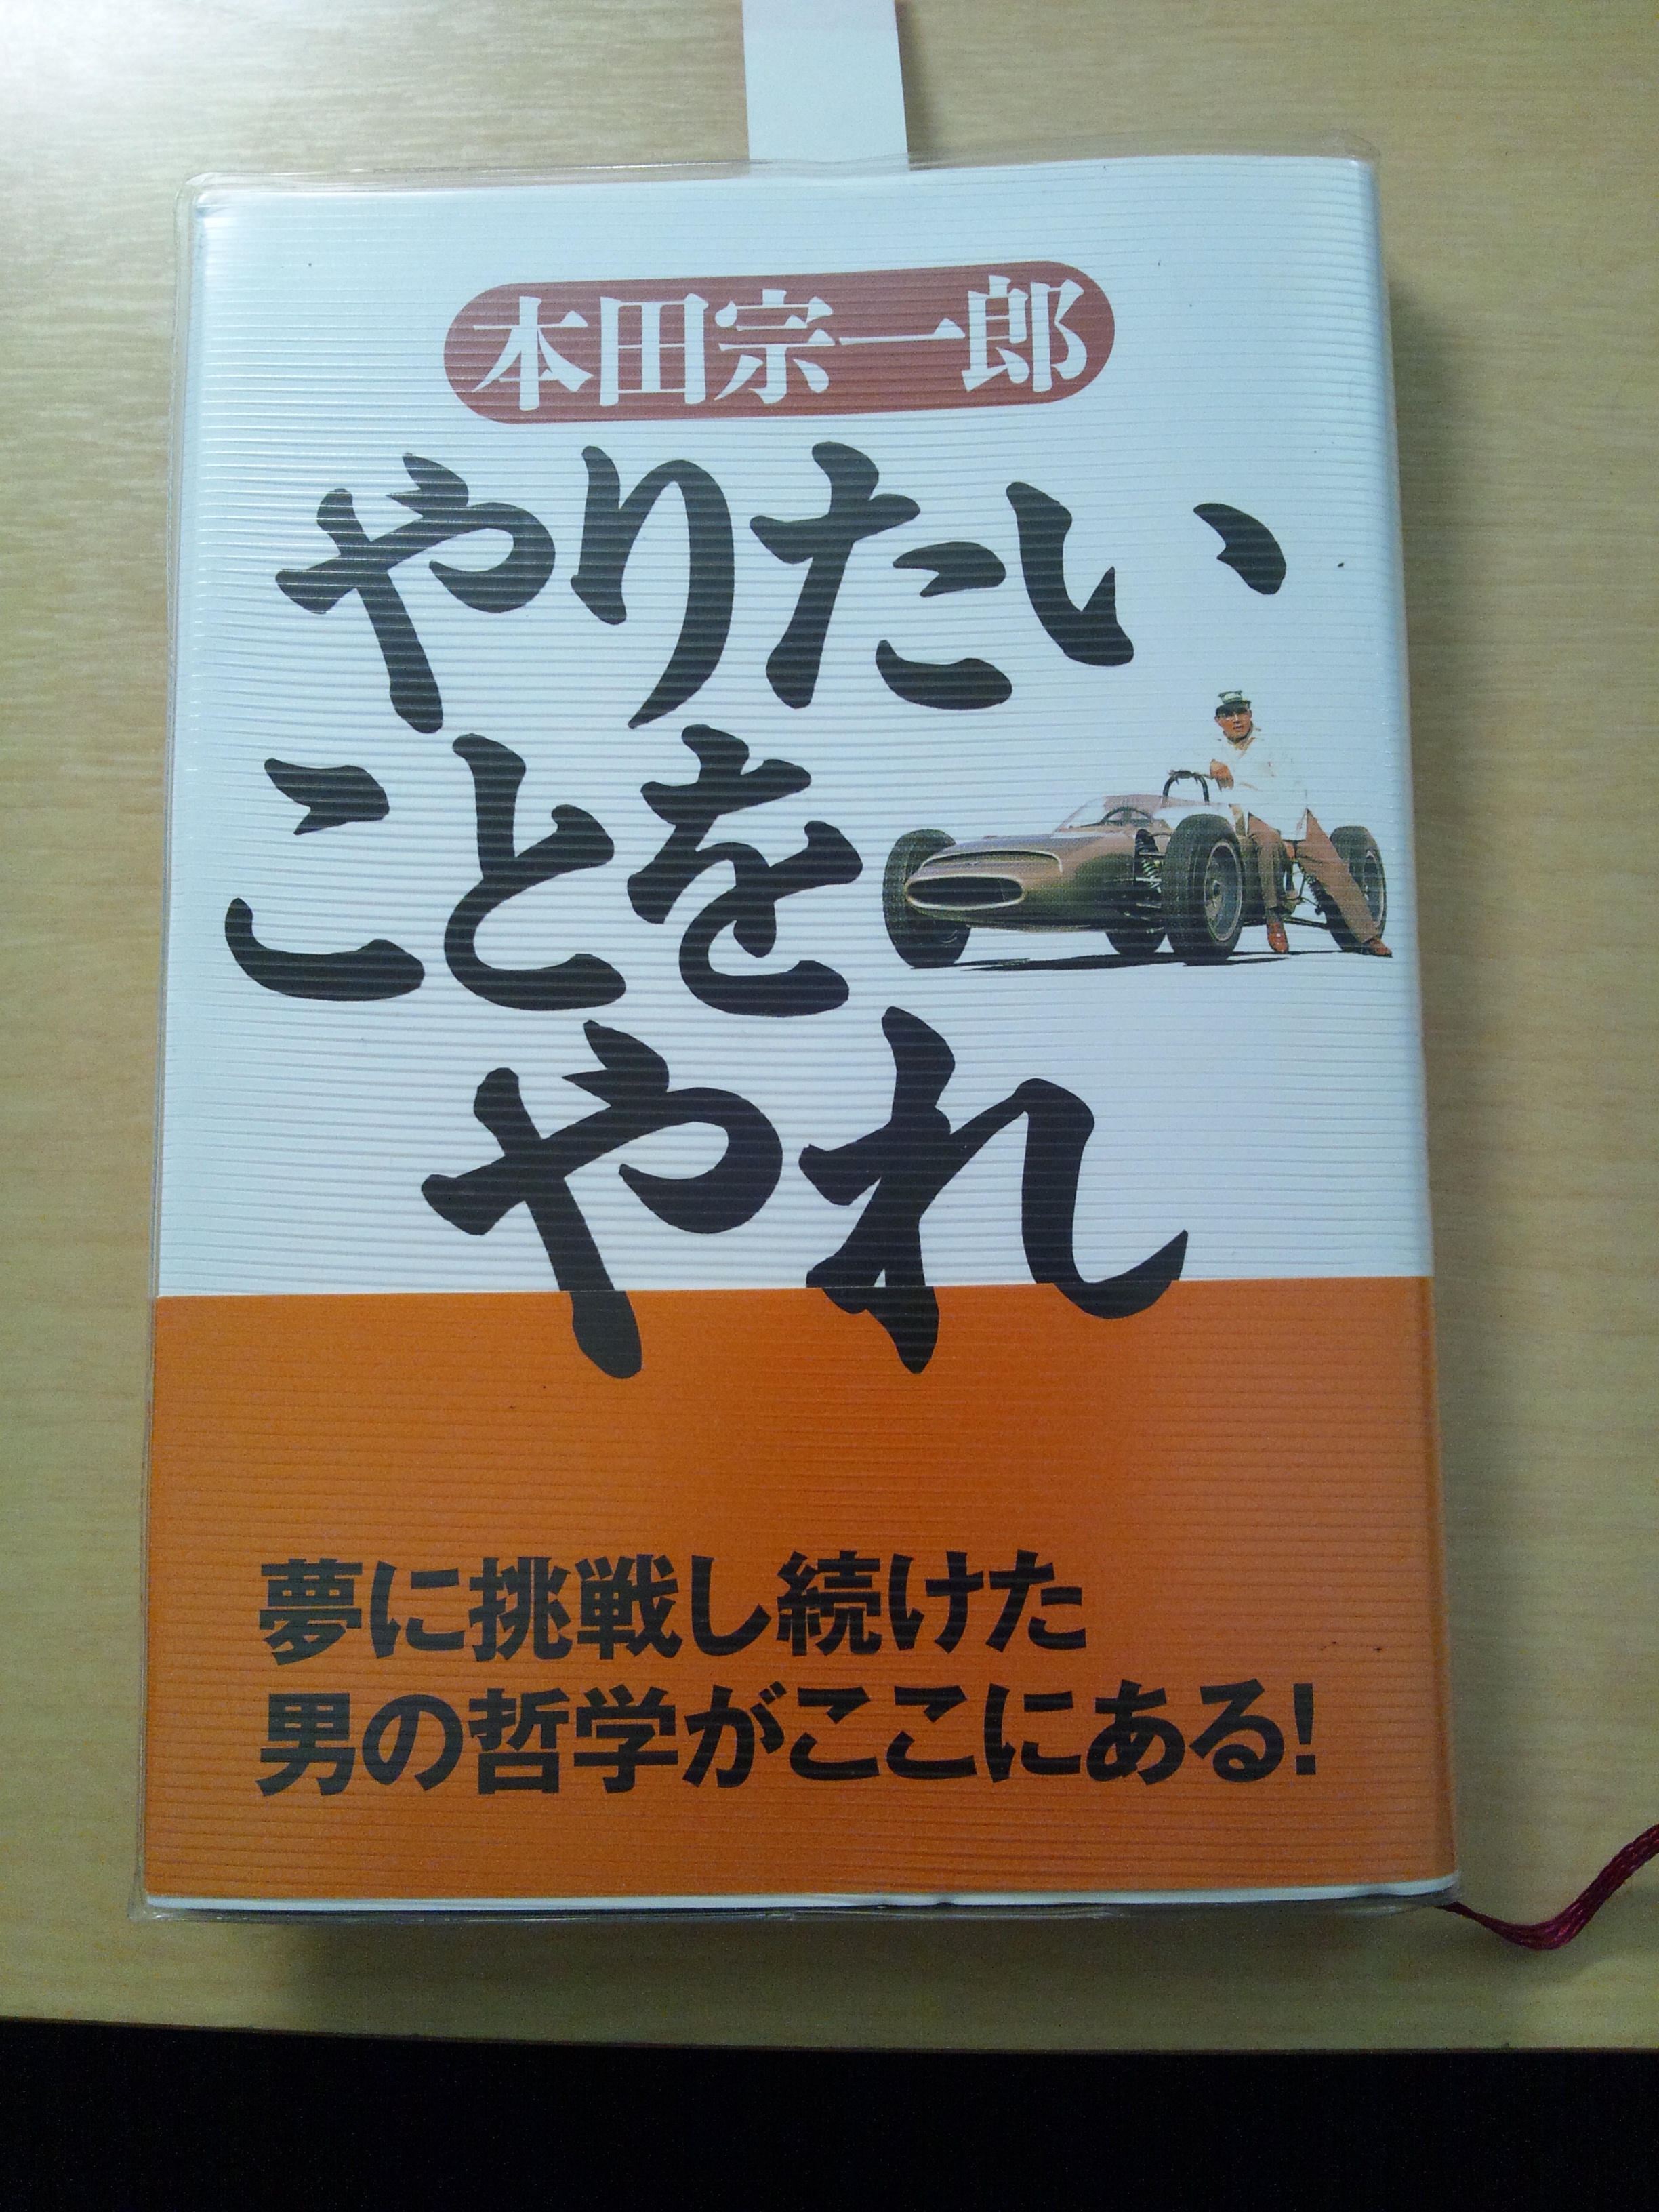 本田宗一郎
やりたい
ことを
やれ
夢に挑戦し続けた
男の哲学がここにある!